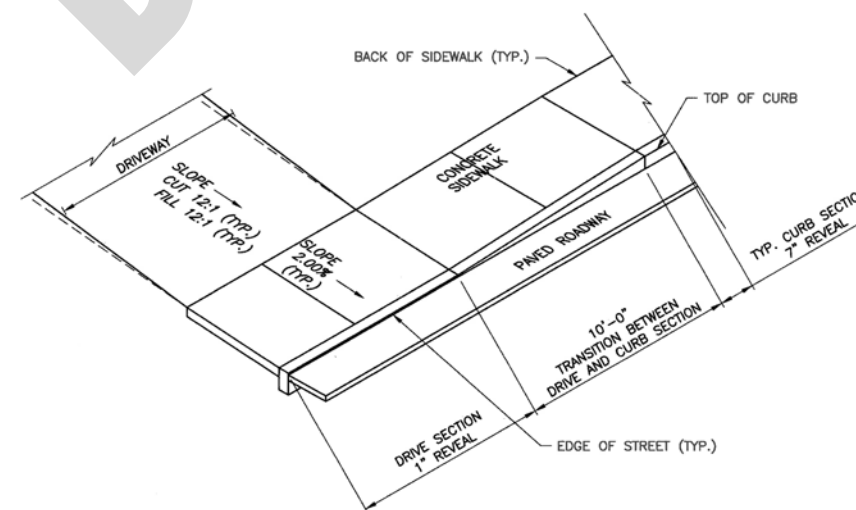 BACK OF SIDEWALK (TYP.)
TOP OF CURB
DRIVEWAY
SLOPE
CUT 12:1 (TYP.)
FILL 12:1 (TYP.)
CONCRETE
SIDEWALK
SLOPE
2.00%
(TYP.)
PAVED ROADWAY
TYP. CURB SECTION
7" REVEAL
10'-0"
TRANSITION BETWEEN
DRIVE AND CURB SECTION
DRIVE SECTION
1" REVEAL
EDGE OF STREET (TYP.)